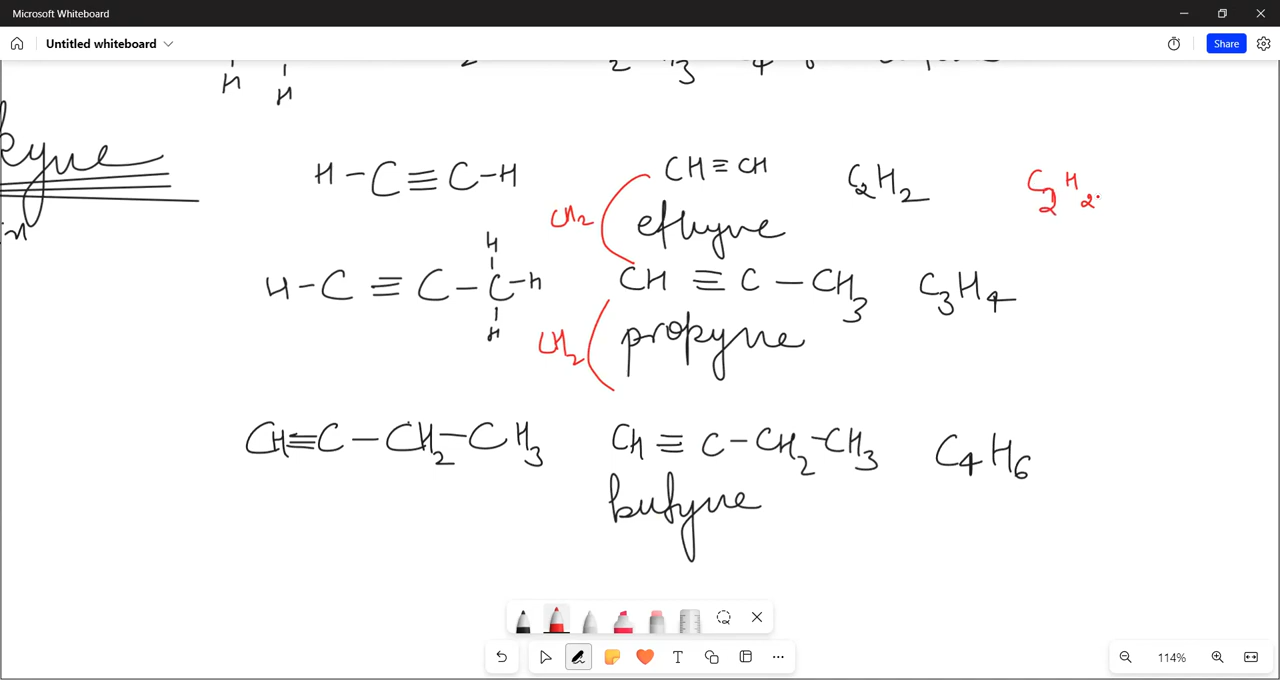 Microsoft Whiteboard
Untitled whiteboard
Share
H H
kyne
H-C≡C-H CH≡CH C2H2 C2H2.
CH2 ethyne
H
H-C≡C-C-H CH≡C-CH3 C3H4
H
CH2 propyne
CH≡C-CH2-CH3 CH≡C-CH2-CH3 C4H6
butyne
114%